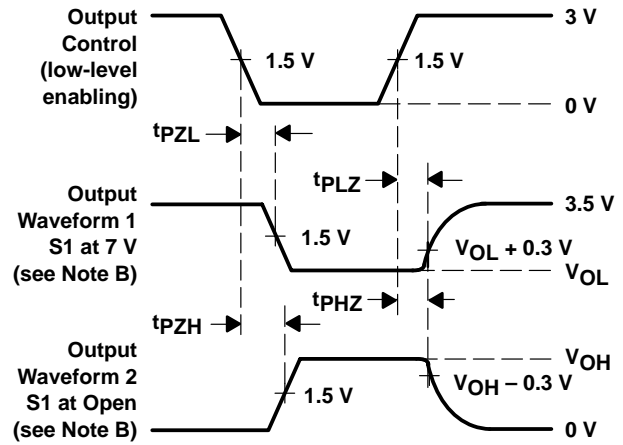 Output
Control
(low-level
enabling)
3 V
1.5 V
1.5 V
0 V
tPZL
tPLZ
Output
Waveform 1
S1 at 7 V
(see Note B)
3.5 V
1.5 V
VOL + 0.3 V
VOL
tPHZ
tPZH
Output
Waveform 2
S1 at Open
(see Note B)
VOH
1.5 V
VOH – 0.3 V
0 V